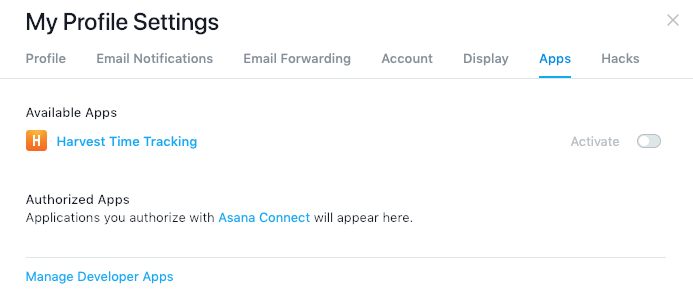 My Profile Settings
Profile Email Notifications Email Forwarding Account Display Apps Hacks
Available Apps
H Harvest Time Tracking Activate
Authorized Apps
Applications you authorize with Asana Connect will appear here.
Manage Developer Apps